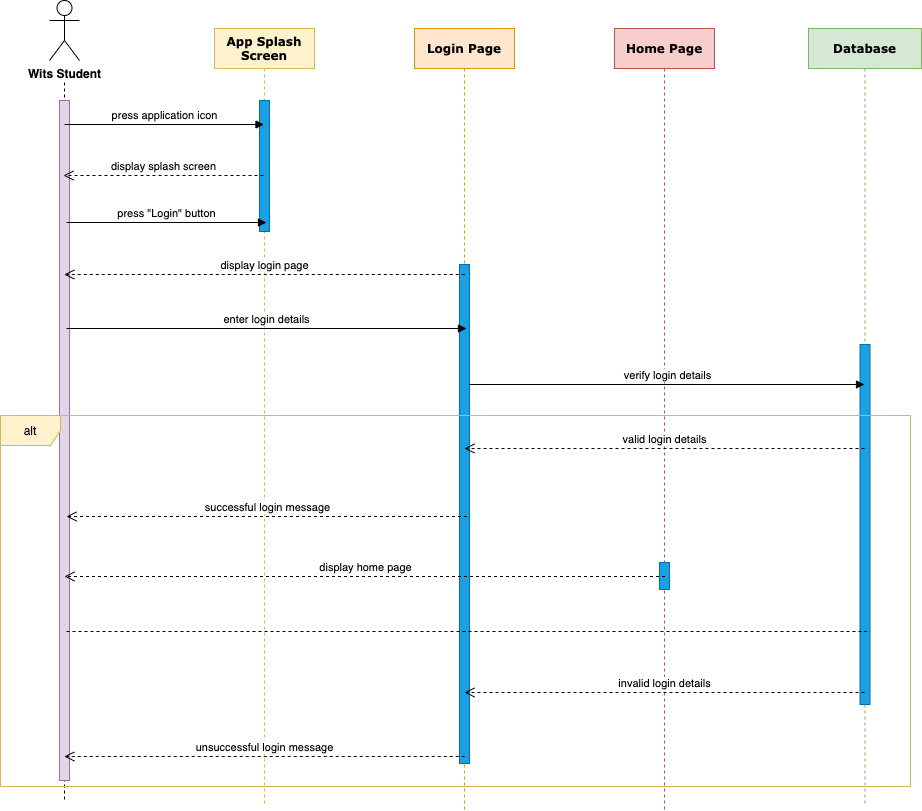 Wits Student
App Splash
Screen
Login Page
Home Page
Database
press application icon
display splash screen
press "Login" button
display login page
enter login details
verify login details
alt
valid login details
successful login message
display home page
invalid login details
unsuccessful login message